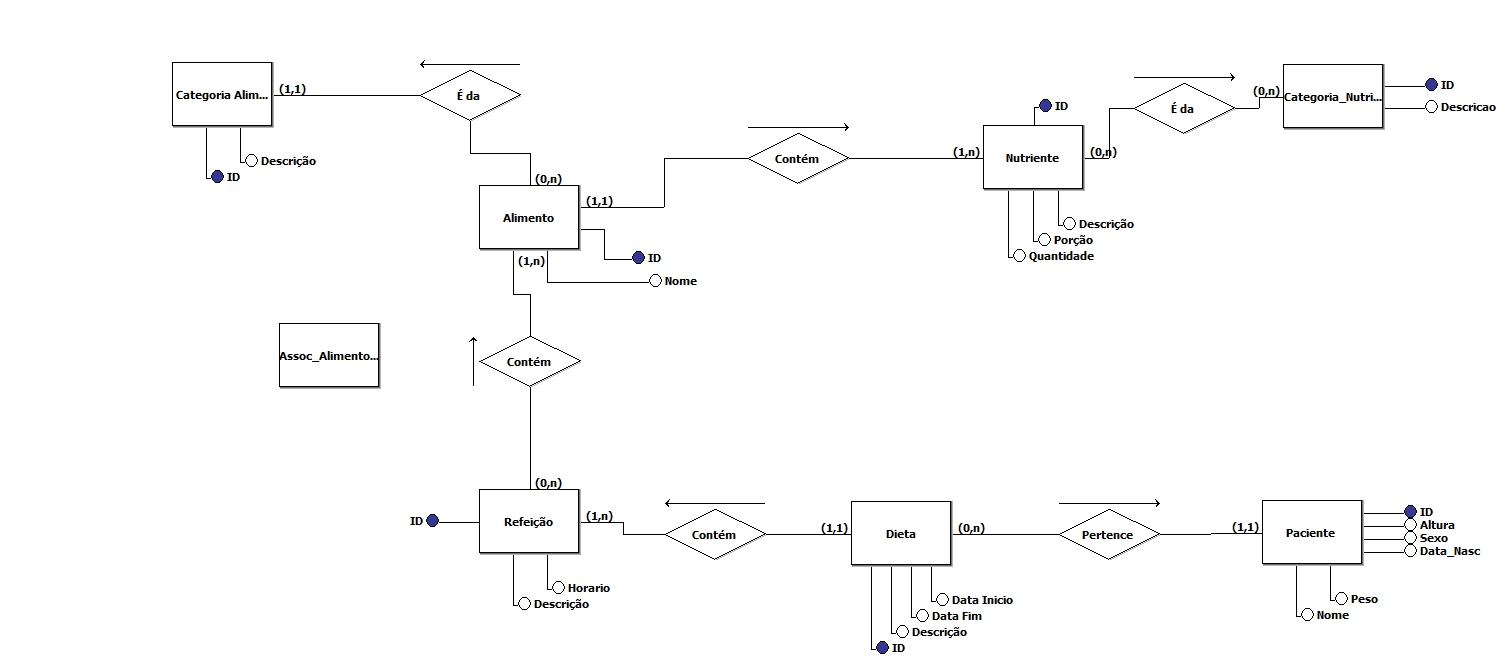 Categoria Alim...
(1,1)
É da
Descrição
ID
(0,n)
Alimento
(1,1)
Contém
(1,n)
ID
Nutriente
(0,n)
É da
(0,n)
Categoria_Nutri...
ID
Descricao
Descrição
Porção
Quantidade
ID
(1,n)
Nome
Assoc_Alimento...
Contém
(0,n)
ID
Refeição
(1,n)
Contém
(1,1)
Dieta
(0,n)
Pertence
(1,1)
Paciente
ID
Altura
Sexo
Data_Nasc
Horario
Descrição
Data Inicio
Data Fim
Descrição
ID
Peso
Nome